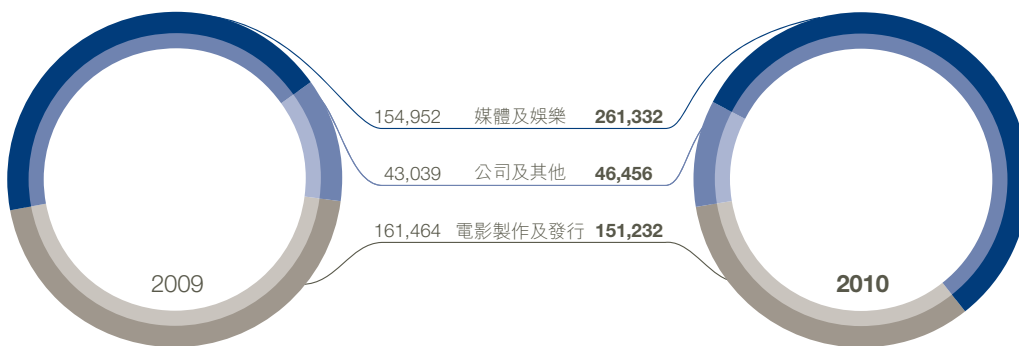 154,952 媒體及娛樂 261,332
43,039 公司及其他 46,456
161,464 電影製作及發行 151,232
2009
2010